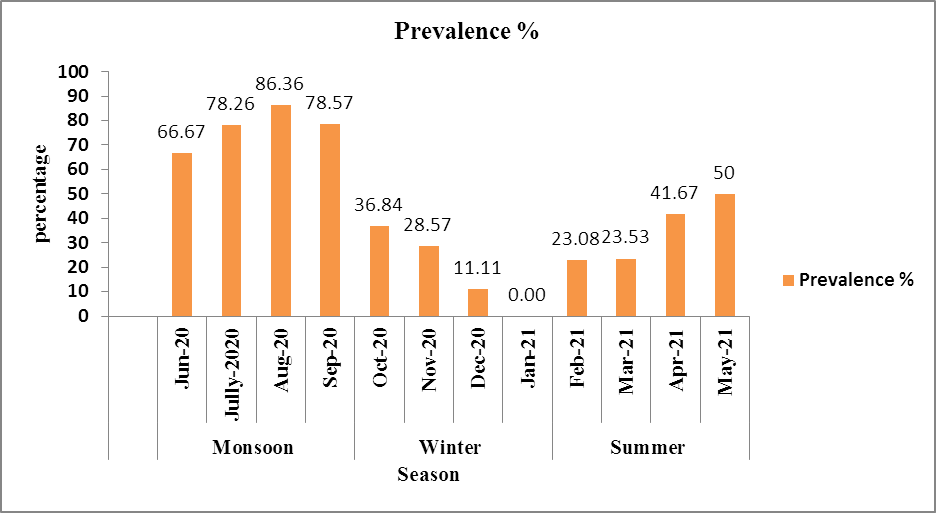 Prevalence %
percentage
100
90
80
70
60
50
40
30
20
10
0
66.67
78.26
86.36
78.57
36.84
28.57
11.11
0.00
23.08
23.53
41.67
50
Jun-20
Jully-2020
Aug-20
Sep-20
Oct-20
Nov-20
Dec-20
Jan-21
Feb-21
Mar-21
Apr-21
May-21
Monsoon
Winter
Summer
Season
Prevalence %